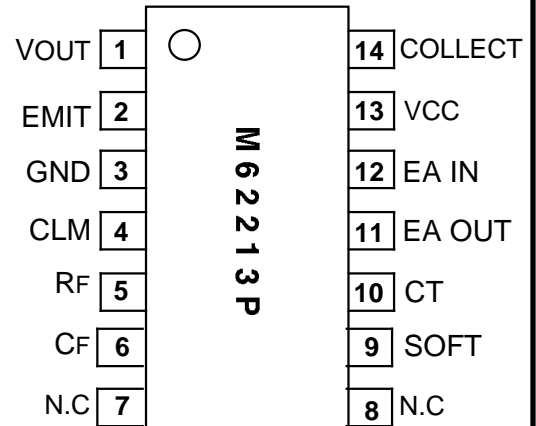 VOUT 1 14 COLLECT
EMIT 2 13 VCC
GND 3 12 EA IN
CLM 4 11 EA OUT
RF 5 10 CT
CF 6 9 SOFT
N.C 7 8 N.C
M62213P